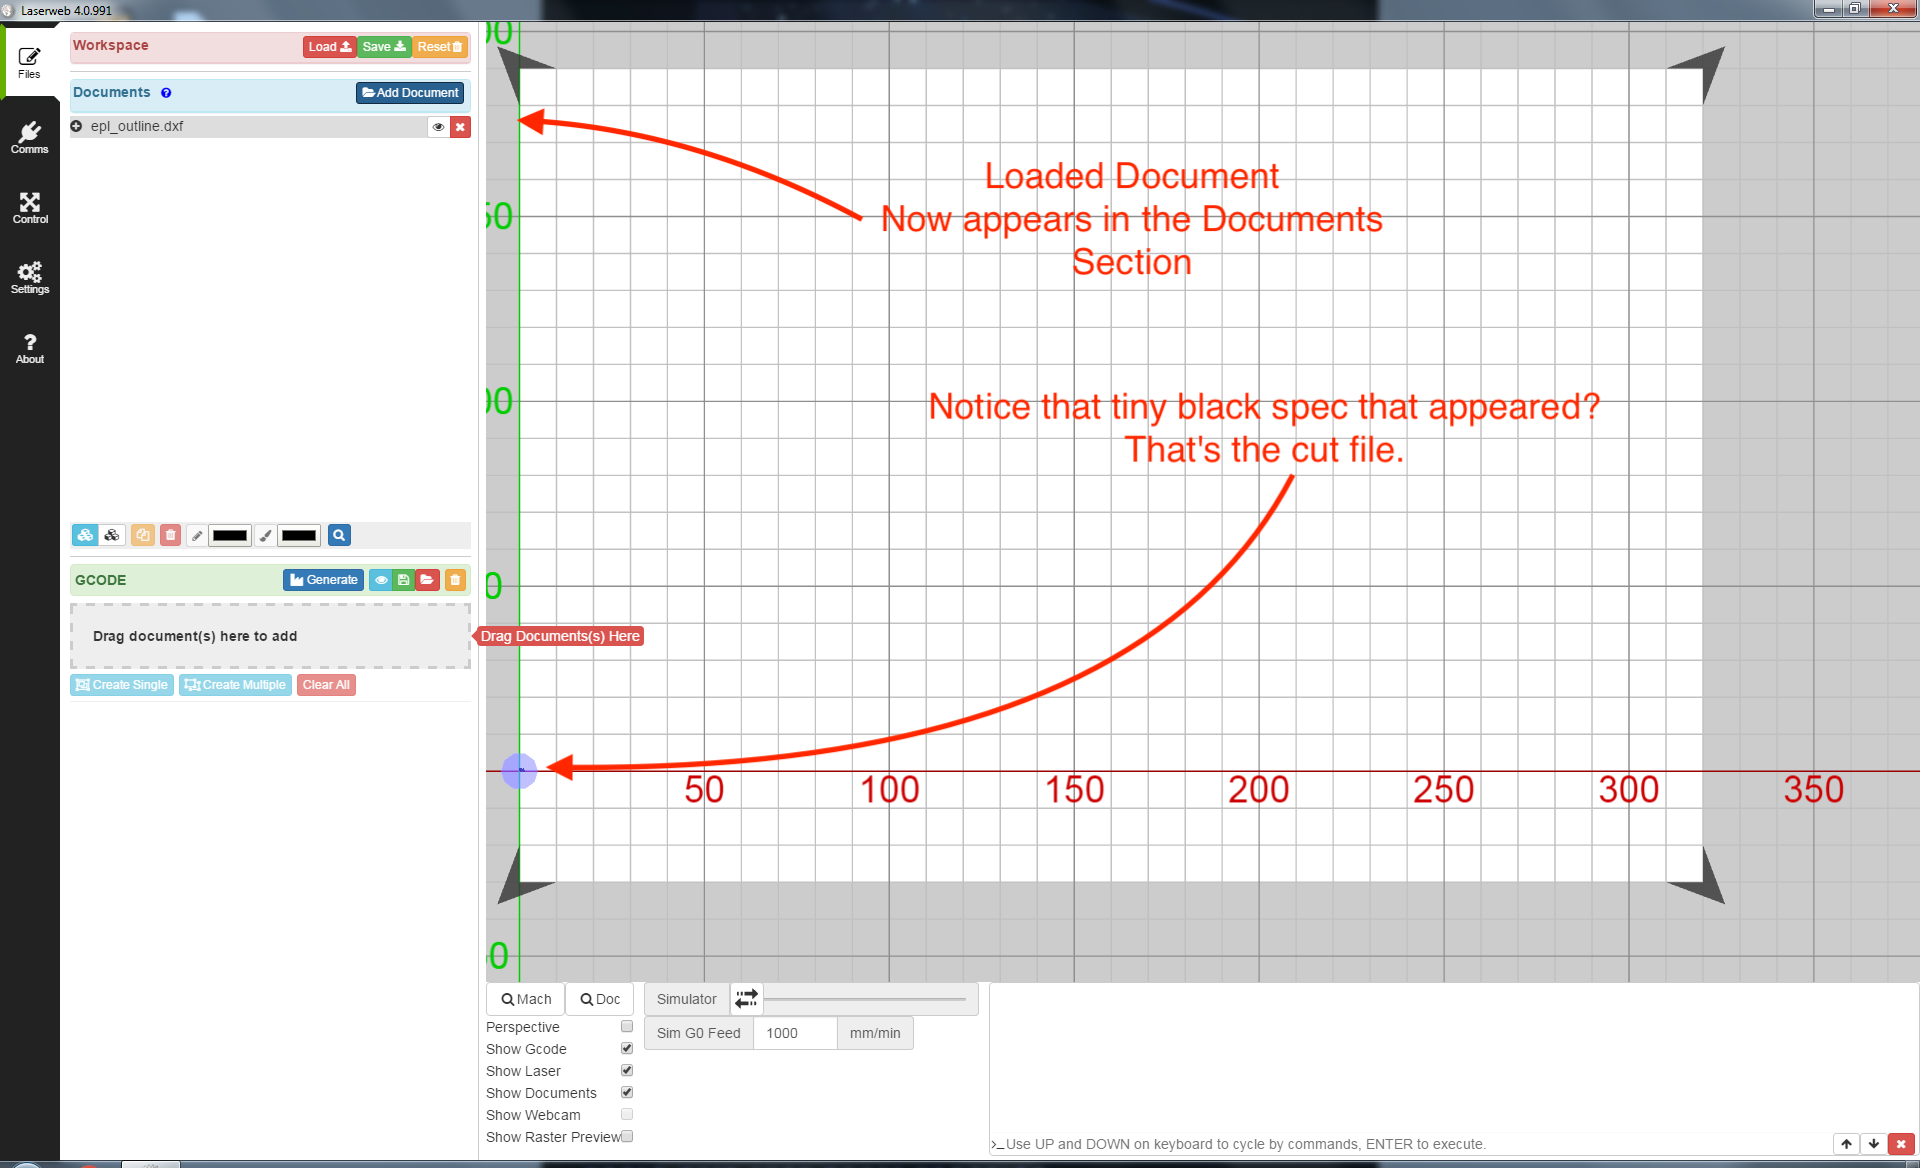 Laserweb 4.0.991
Files
Comms
Control
Settings
About
Workspace
Load
Save
Reset
Documents
Add Document
epl_outline.dxf
GCODE
Generate
Drag document(s) here to add
Drag Documents(s) Here
Create Single
Create Multiple
Clear All
Loaded Document
Now appears in the Documents
Section
Notice that tiny black spec that appeared?
That's the cut file.
50
100
150
200
250
300
350
Mach
Doc
Simulator
Perspective
Sim G0 Feed 1000 mm/min
Show Gcode
Show Laser
Show Documents
Show Webcam
Show Raster Preview
>_Use UP and DOWN on keyboard to cycle by commands, ENTER to execute.